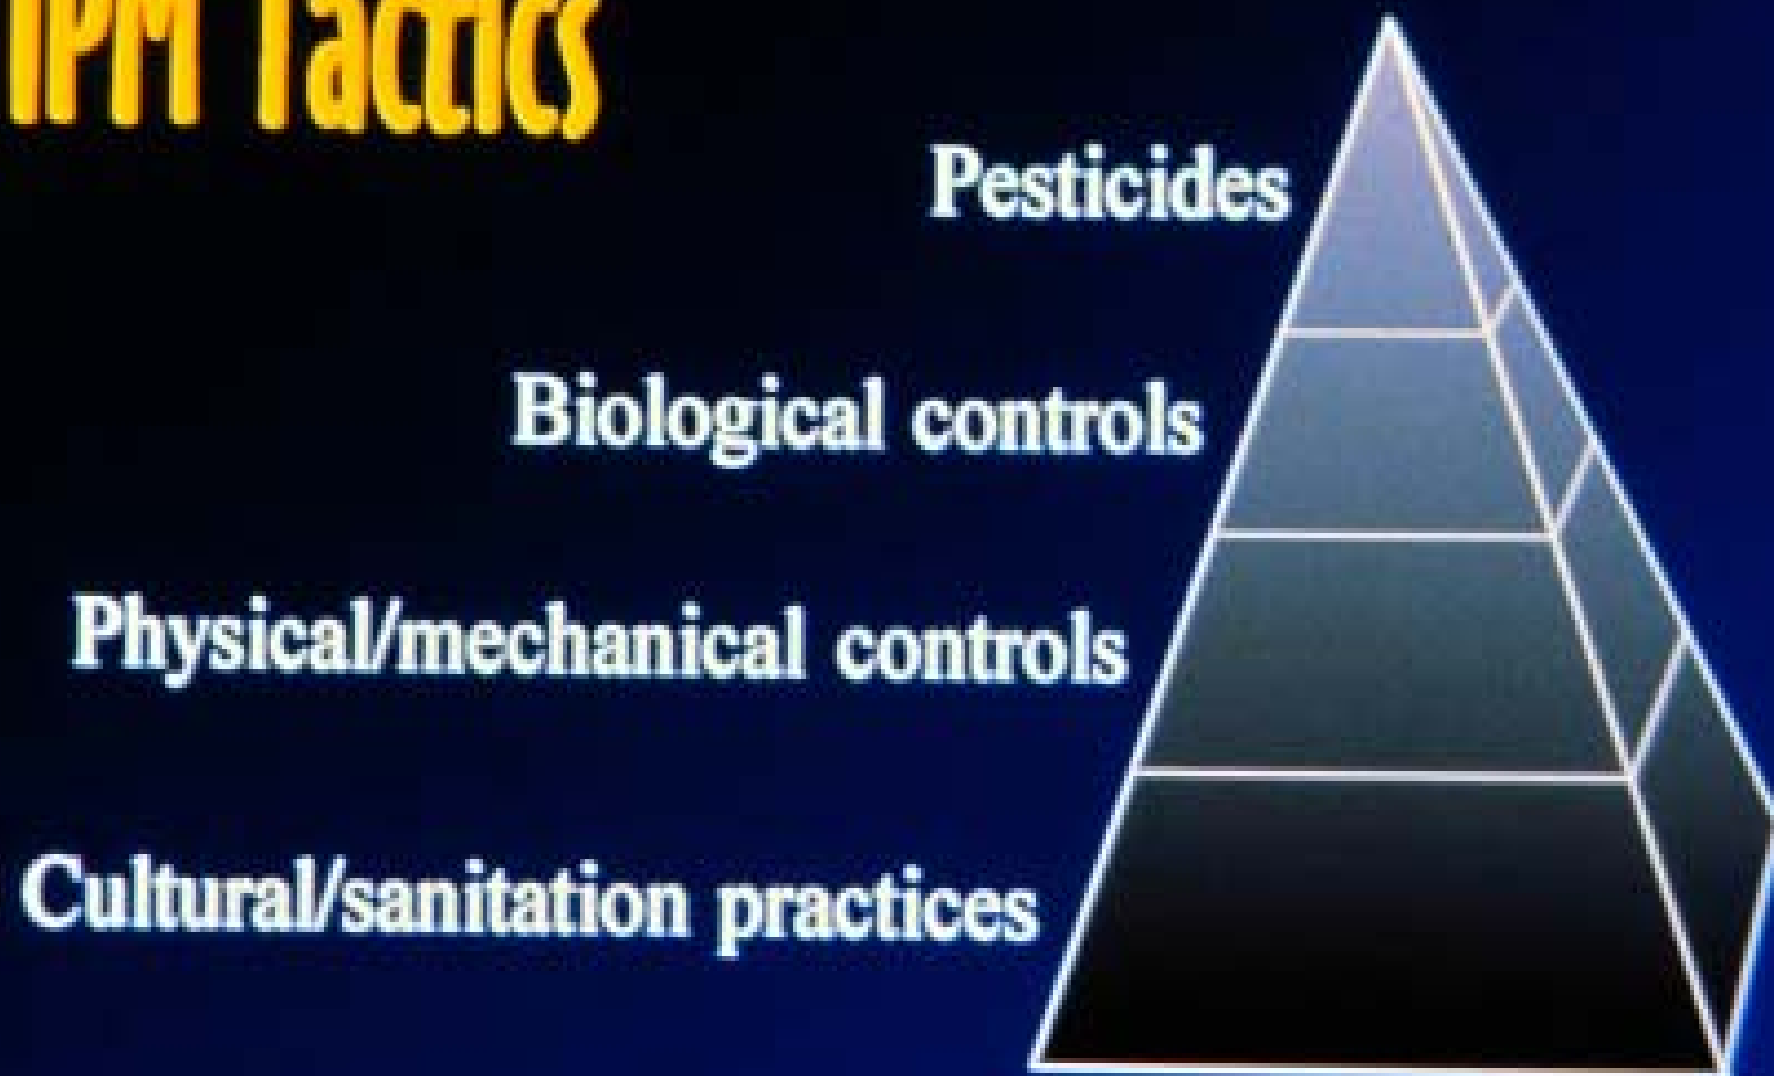 IPM Tactics
Pesticides
Biological controls
Physical/mechanical controls
Cultural/sanitation practices